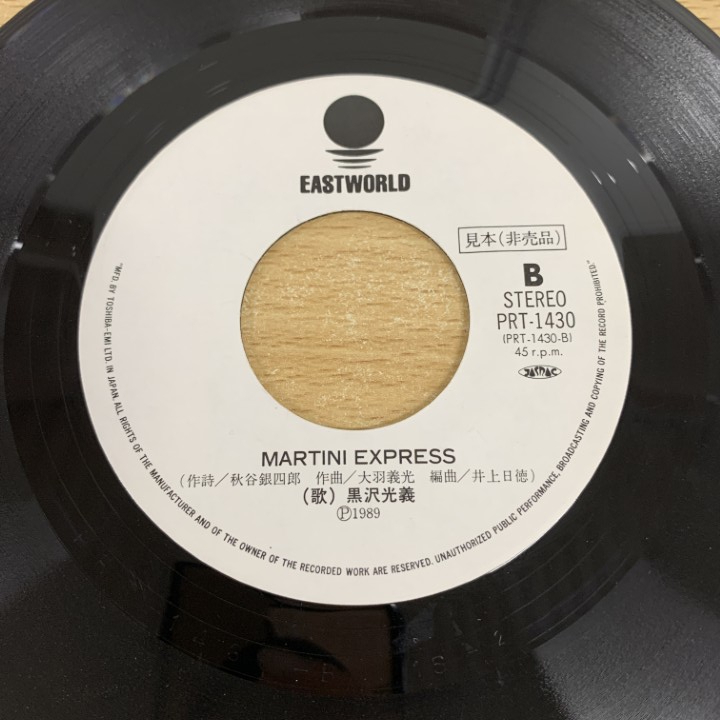 EASTWORLD
見本(非売品)
B
STEREO
PRT-1430
(PRT-1430-B)
45 r.p.m.
JASRAC
MARTINI EXPRESS
(作詩/秋谷銀四郎 作曲/大羽義光 編曲/井上日徳)
(歌) 黒沢光義
Ⓟ1989
"MFD. BY TOSHIBA-EMI LTD. IN JAPAN. ALL RIGHTS OF THE MANUFACTURER AND OF THE OWNER OF THE RECORDED WORK ARE RESERVED. UNAUTHORIZED PUBLIC PERFORMANCE, BROADCASTING AND COPYING OF THE RECORD PROHIBITED."